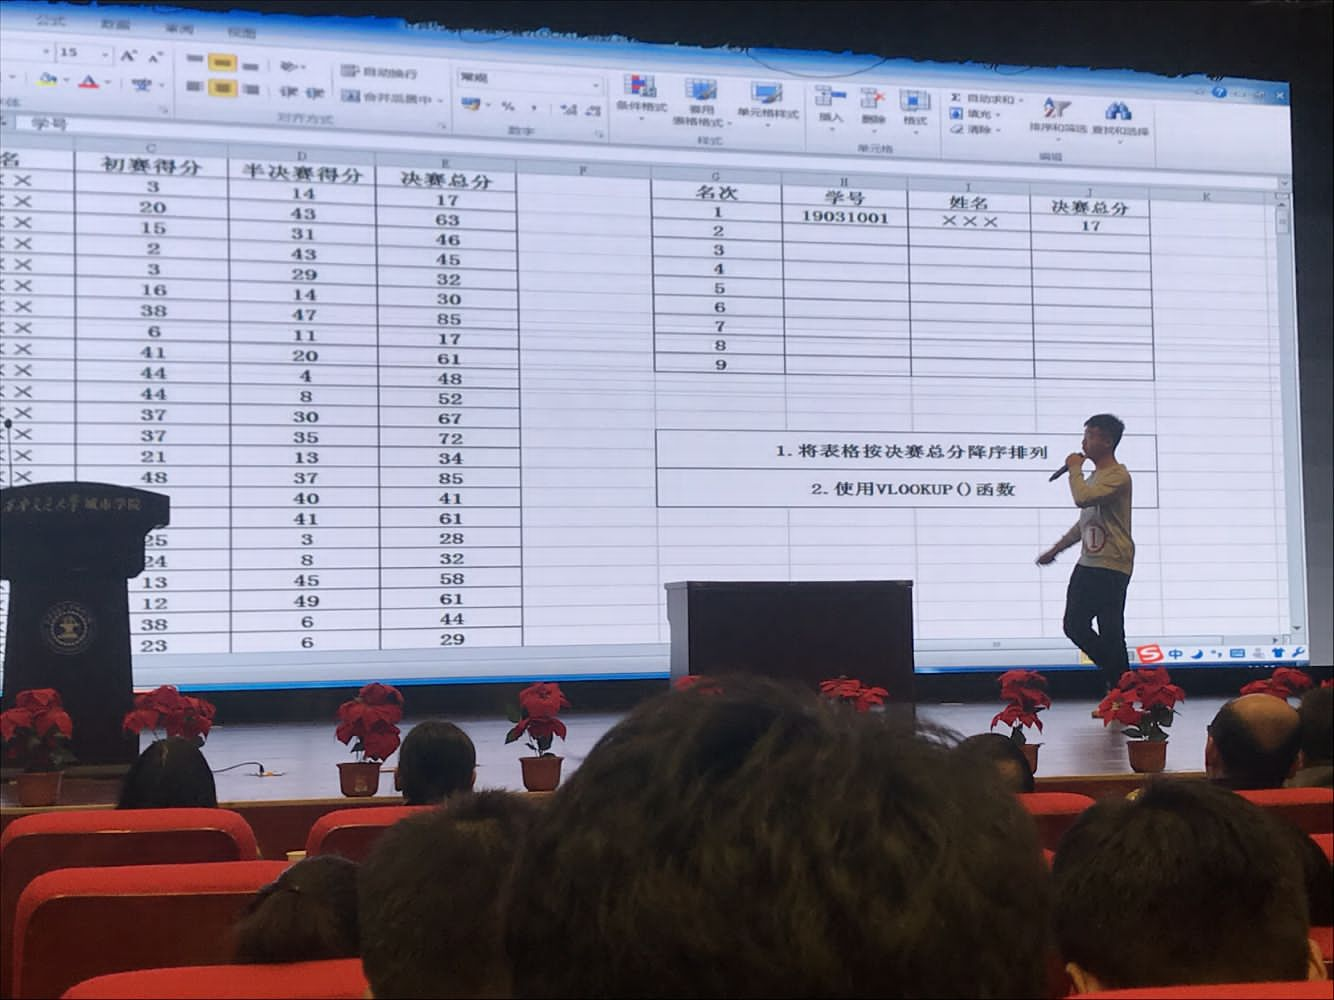 公式 数据 审阅 视图
15 A A 自动换行 常规
A 合并后居中 % , 条件格式 套用 表格格式 单元格样式 插入 删除 格式 Σ 自动求和 填充 清除 排序和筛选 查找和选择
对齐方式 数字 样式 单元格 编辑
学号
C D E F G H I J K
名 初赛得分 半决赛得分 决赛总分 名次 学号 姓名 决赛总分
3 14 17 1 19031001 ××× 17
20 43 63 2
15 31 46 3
2 43 45 4
3 29 32 5
16 14 30 6
38 47 85 7
6 11 17 8
41 20 61 9
44 4 48
44 8 52
37 30 67
37 35 72
21 13 34
48 37 85
40 41
41 61
25 3 28
24 8 32
13 45 58
12 49 61
38 6 44
23 6 29
1.将表格按决赛总分降序排列
2.使用VLOOKUP()函数
西安交通大学城市学院
1
S 中